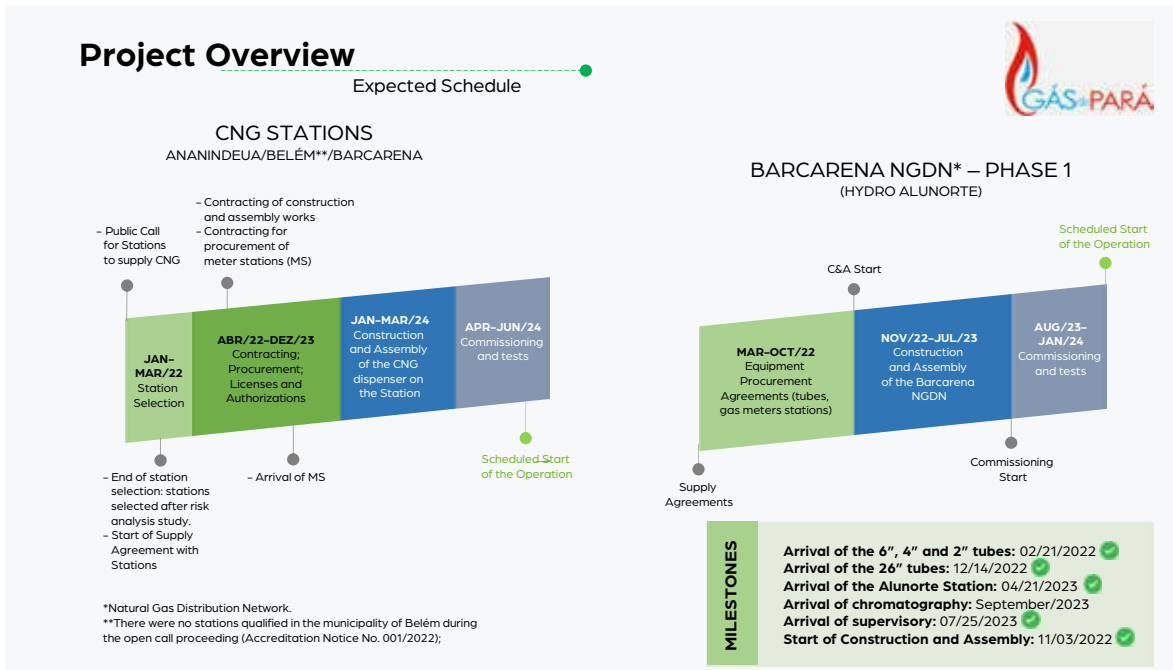 Project Overview
Expected Schedule
GÁS PARÁ
CNG STATIONS
ANANINDEUA/BELÉM**/BARCARENA
- Public Call
for Stations
to supply CNG
- Contracting of construction
and assembly works
- Contracting for
procurement of
meter stations (MS)
JAN-
MAR/22
Station
Selection
ABR/22-DEZ/23
Contracting;
Procurement;
Licenses and
Authorizations
JAN-MAR/24
Construction
and Assembly
of the CNG
dispenser on
the Station
APR-JUN/24
Commissioning
and tests
- End of station
selection: stations
selected after risk
analysis study.
- Start of Supply
Agreement with
Stations
- Arrival of MS
Scheduled Start
of the Operation
BARCARENA NGDN* – PHASE 1
(HYDRO ALUNORTE)
Scheduled Start
of the Operation
C&A Start
MAR-OCT/22
Equipment
Procurement
Agreements (tubes,
gas meters stations)
NOV/22-JUL/23
Construction
and Assembly
of the Barcarena
NGDN
AUG/23-
JAN/24
Commissioning
and tests
Supply
Agreements
Commissioning
Start
MILESTONES
Arrival of the 6”, 4” and 2” tubes: 02/21/2022
Arrival of the 26” tubes: 12/14/2022
Arrival of the Alunorte Station: 04/21/2023
Arrival of chromatography: September/2023
Arrival of supervisory: 07/25/2023
Start of Construction and Assembly: 11/03/2022
*Natural Gas Distribution Network.
**There were no stations qualified in the municipality of Belém during
the open call proceeding (Accreditation Notice No. 001/2022);